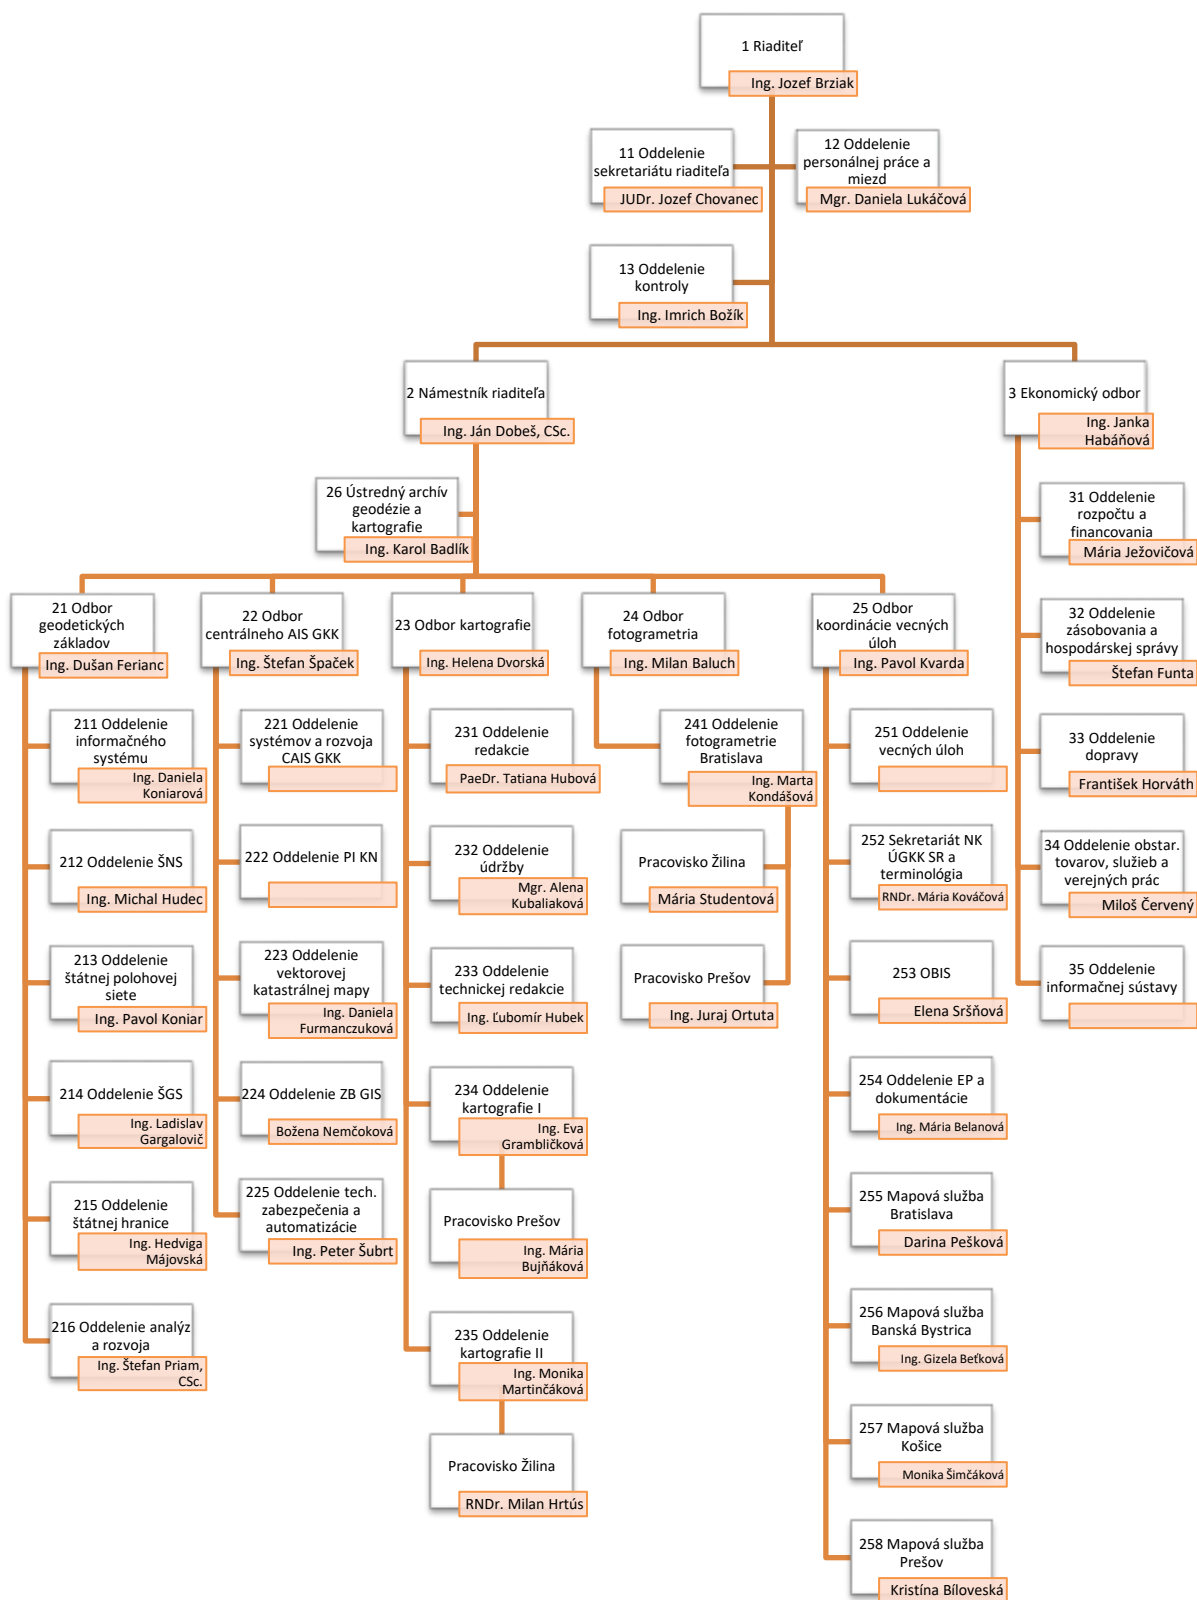 1 Riaditeľ
Ing. Jozef Brziak
11 Oddelenie
sekretariátu riaditeľa
JUDr. Jozef Chovanec
12 Oddelenie
personálnej práce a
miezd
Mgr. Daniela Lukáčová
13 Oddelenie
kontroly
Ing. Imrich Božík
2 Námestník riaditeľa
Ing. Ján Dobeš, CSc.
3 Ekonomický odbor
Ing. Janka
Habáňová
26 Ústredný archív
geodézie a
kartografie
Ing. Karol Badlík
21 Odbor
geodetických
základov
Ing. Dušan Ferianc
211 Oddelenie
informačného
systému
Ing. Daniela
Koniarová
212 Oddelenie ŠNS
Ing. Michal Hudec
213 Oddelenie
štátnej polohovej
siete
Ing. Pavol Koniar
214 Oddelenie ŠGS
Ing. Ladislav
Gargalovič
215 Oddelenie
štátnej hranice
Ing. Hedviga
Májovská
216 Oddelenie analýz
a rozvoja
Ing. Štefan Priam,
CSc.
22 Odbor
centrálneho AIS GKK
Ing. Štefan Špaček
221 Oddelenie
systémov a rozvoja
CAIS GKK
222 Oddelenie PI KN
223 Oddelenie
vektorovej
katastrálnej mapy
Ing. Daniela
Furmanczuková
224 Oddelenie ZB GIS
Božena Nemčoková
225 Oddelenie tech.
zabezpečenia a
automatizácie
Ing. Peter Šubrt
23 Odbor kartografie
Ing. Helena Dvorská
231 Oddelenie
redakcie
PaeDr. Tatiana Hubová
232 Oddelenie
údržby
Mgr. Alena
Kubaliaková
233 Oddelenie
technickej redakcie
Ing. Ľubomír Hubek
234 Oddelenie
kartografie I
Ing. Eva
Grambličková
Pracovisko Prešov
Ing. Mária
Bujňáková
235 Oddelenie
kartografie II
Ing. Monika
Martinčáková
Pracovisko Žilina
RNDr. Milan Hrtús
24 Odbor
fotogrametria
Ing. Milan Baluch
241 Oddelenie
fotogrametrie
Bratislava
Ing. Marta
Kondášová
Pracovisko Žilina
Mária Studentová
Pracovisko Prešov
Ing. Juraj Ortuta
25 Odbor
koordinácie vecných
úloh
Ing. Pavol Kvarda
251 Oddelenie
vecných úloh
252 Sekretariát NK
ÚGKK SR a
terminológia
RNDr. Mária Kováčová
253 OBIS
Elena Sršňová
254 Oddelenie EP a
dokumentácie
Ing. Mária Belanová
255 Mapová služba
Bratislava
Darina Pešková
256 Mapová služba
Banská Bystrica
Ing. Gizela Beťková
257 Mapová služba
Košice
Monika Šimčáková
258 Mapová služba
Prešov
Kristína Bíloveská
31 Oddelenie
rozpočtu a
financovania
Mária Ježovičová
32 Oddelenie
zásobovania a
hospodárskej správy
Štefan Funta
33 Oddelenie
dopravy
František Horváth
34 Oddelenie obstar.
tovarov, služieb a
verejných prác
Miloš Červený
35 Oddelenie
informačnej sústavy